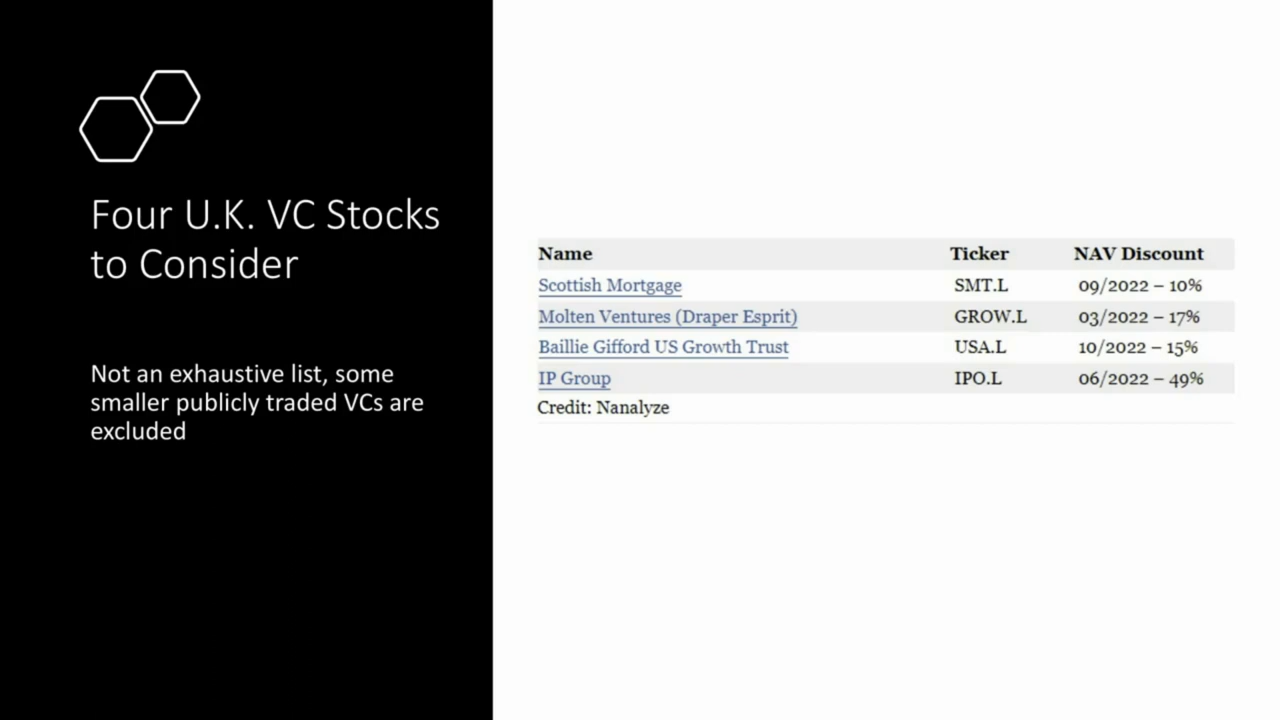 Four U.K. VC Stocks
to Consider
Not an exhaustive list, some
smaller publicly traded VCs are
excluded
Name Ticker NAV Discount
Scottish Mortgage SMT.L 09/2022 – 10%
Molten Ventures (Draper Esprit) GROW.L 03/2022 – 17%
Baillie Gifford US Growth Trust USA.L 10/2022 – 15%
IP Group IPO.L 06/2022 – 49%
Credit: Nanalyze